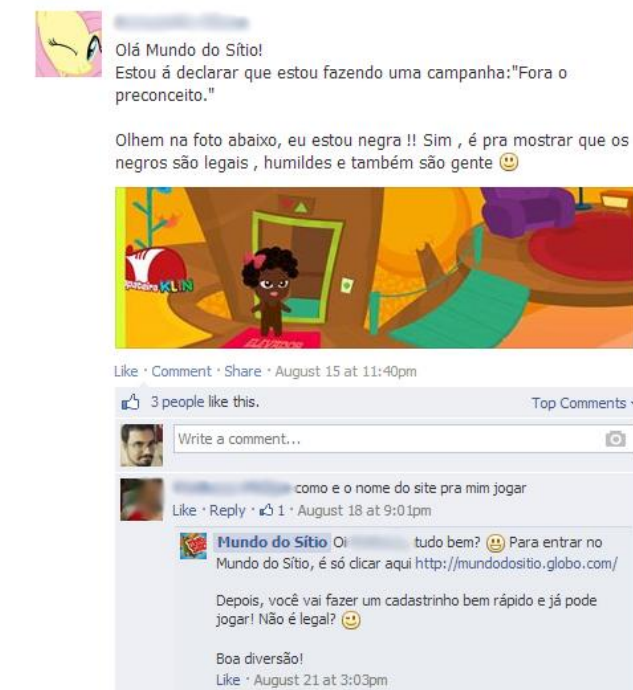 Olá Mundo do Sítio!
Estou á declarar que estou fazendo uma campanha:"Fora o
preconceito."
Olhem na foto abaixo, eu estou negra !! Sim , é pra mostrar que os
negros são legais , humildes e também são gente
KLIN
ELEVADOR
Like · Comment · Share · August 15 at 11:40pm
3 people like this.
Top Comments
Write a comment...
como e o nome do site pra mim jogar
Like · Reply · 1 · August 18 at 9:01pm
Mundo do Sítio Oi tudo bem? Para entrar no
Mundo do Sítio, é só clicar aqui http://mundodositio.globo.com/
Depois, você vai fazer um cadastrinho bem rápido e já pode
jogar! Não é legal?
Boa diversão!
Like · August 21 at 3:03pm